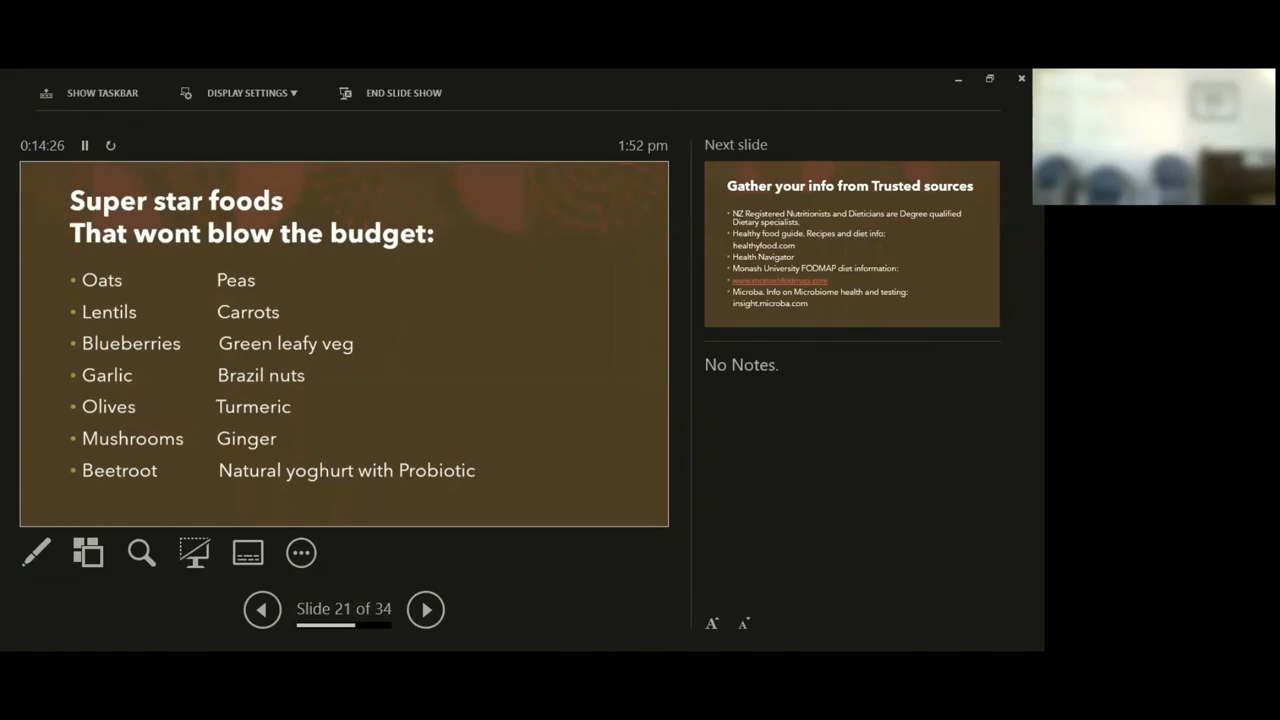 SHOW TASKBAR DISPLAY SETTINGS ▼ END SLIDE SHOW
0:14:26 1:52 pm
Super star foods
That wont blow the budget:
• Oats Peas
• Lentils Carrots
• Blueberries Green leafy veg
• Garlic Brazil nuts
• Olives Turmeric
• Mushrooms Ginger
• Beetroot Natural yoghurt with Probiotic
Slide 21 of 34
Next slide
Gather your info from Trusted sources
• NZ Registered Nutritionists and Dieticians are Degree qualified
Dietary specialists.
• Healthy food guide. Recipes and diet info:
healthyfood.com
• Health Navigator
• Monash University FODMAP diet information:
• www.monashfodmap.com
• Microba. Info on Microbiome health and testing:
insight.microba.com
No Notes.
A A